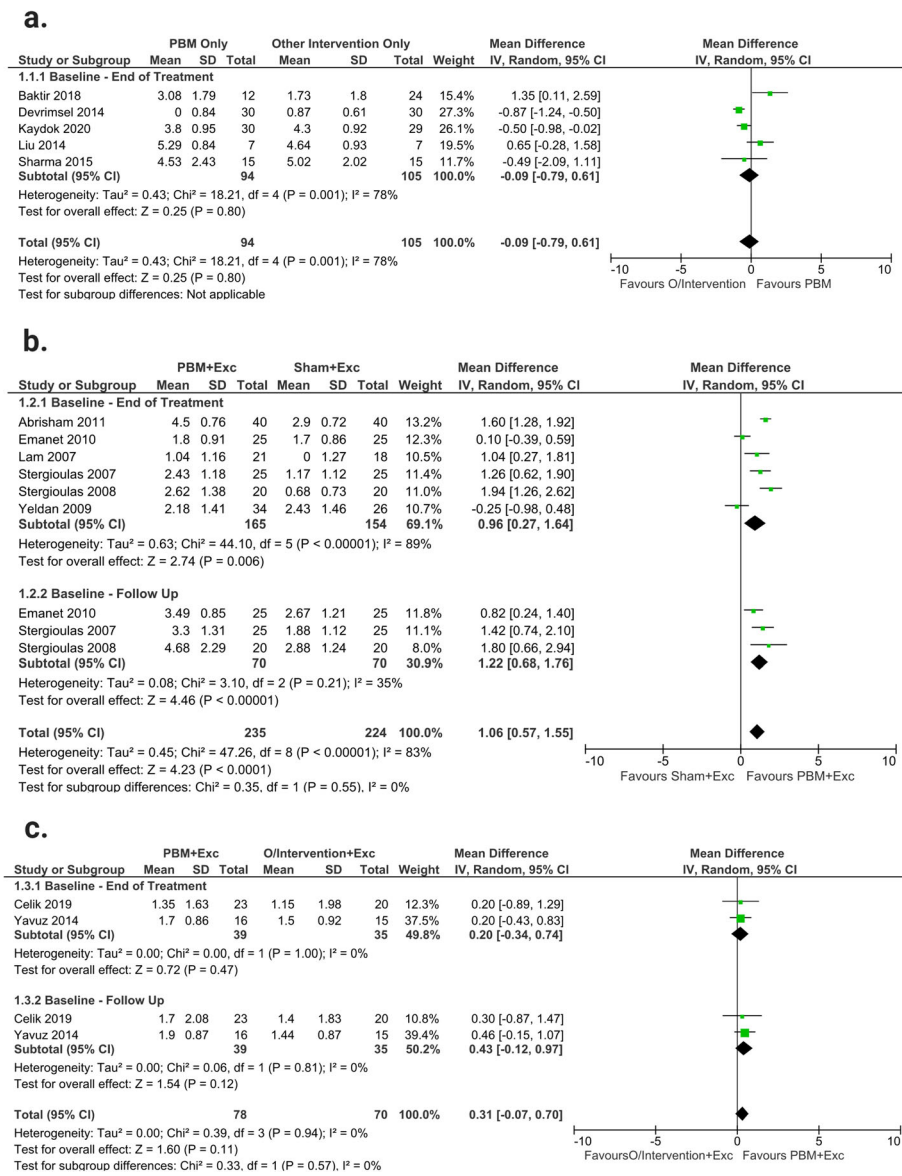 a.
PBM Only Other Intervention Only Mean Difference Mean Difference
Study or Subgroup Mean SD Total Mean SD Total Weight IV, Random, 95% CI IV, Random, 95% CI
1.1.1 Baseline - End of Treatment
Baktir 2018 3.08 1.79 12 1.73 1.8 24 15.4% 1.35 [0.11, 2.59]
Devrimsel 2014 0 0.84 30 0.87 0.61 30 27.3% -0.87 [-1.24, -0.50]
Kaydok 2020 3.8 0.95 30 4.3 0.92 29 26.1% -0.50 [-0.98, -0.02]
Liu 2014 5.29 0.84 7 4.64 0.93 7 19.5% 0.65 [-0.28, 1.58]
Sharma 2015 4.53 2.43 15 5.02 2.02 15 11.7% -0.49 [-2.09, 1.11]
Subtotal (95% CI) 94 105 100.0% -0.09 [-0.79, 0.61]
Heterogeneity: Tau² = 0.43; Chi² = 18.21, df = 4 (P = 0.001); I² = 78%
Test for overall effect: Z = 0.25 (P = 0.80)
Total (95% CI) 94 105 100.0% -0.09 [-0.79, 0.61]
Heterogeneity: Tau² = 0.43; Chi² = 18.21, df = 4 (P = 0.001); I² = 78%
Test for overall effect: Z = 0.25 (P = 0.80)
Test for subgroup differences: Not applicable
-10 -5 0 5 10
Favours O/Intervention Favours PBM
b.
PBM+Exc Sham+Exc Mean Difference Mean Difference
Study or Subgroup Mean SD Total Mean SD Total Weight IV, Random, 95% CI IV, Random, 95% CI
1.2.1 Baseline - End of Treatment
Abrisham 2011 4.5 0.76 40 2.9 0.72 40 13.2% 1.60 [1.28, 1.92]
Emanet 2010 1.8 0.91 25 1.7 0.86 25 12.3% 0.10 [-0.39, 0.59]
Lam 2007 1.04 1.16 21 0 1.27 18 10.5% 1.04 [0.27, 1.81]
Stergioulas 2007 2.43 1.18 25 1.17 1.12 25 11.4% 1.26 [0.62, 1.90]
Stergioulas 2008 2.62 1.38 20 0.68 0.73 20 11.0% 1.94 [1.26, 2.62]
Yeldan 2009 2.18 1.41 34 2.43 1.46 26 10.7% -0.25 [-0.98, 0.48]
Subtotal (95% CI) 165 154 69.1% 0.96 [0.27, 1.64]
Heterogeneity: Tau² = 0.63; Chi² = 44.10, df = 5 (P < 0.00001); I² = 89%
Test for overall effect: Z = 2.74 (P = 0.006)
1.2.2 Baseline - Follow Up
Emanet 2010 3.49 0.85 25 2.67 1.21 25 11.8% 0.82 [0.24, 1.40]
Stergioulas 2007 3.3 1.31 25 1.88 1.12 25 11.1% 1.42 [0.74, 2.10]
Stergioulas 2008 4.68 2.29 20 2.88 1.24 20 8.0% 1.80 [0.66, 2.94]
Subtotal (95% CI) 70 70 30.9% 1.22 [0.68, 1.76]
Heterogeneity: Tau² = 0.08; Chi² = 3.10, df = 2 (P = 0.21); I² = 35%
Test for overall effect: Z = 4.46 (P < 0.00001)
Total (95% CI) 235 224 100.0% 1.06 [0.57, 1.55]
Heterogeneity: Tau² = 0.45; Chi² = 47.26, df = 8 (P < 0.00001); I² = 83%
Test for overall effect: Z = 4.23 (P < 0.0001)
Test for subgroup differences: Chi² = 0.35, df = 1 (P = 0.55), I² = 0%
-10 -5 0 5 10
Favours Sham+Exc Favours PBM+Exc
c.
PBM+Exc O/Intervention+Exc Mean Difference Mean Difference
Study or Subgroup Mean SD Total Mean SD Total Weight IV, Random, 95% CI IV, Random, 95% CI
1.3.1 Baseline - End of Treatment
Celik 2019 1.35 1.63 23 1.15 1.98 20 12.3% 0.20 [-0.89, 1.29]
Yavuz 2014 1.7 0.86 16 1.5 0.92 15 37.5% 0.20 [-0.43, 0.83]
Subtotal (95% CI) 39 35 49.8% 0.20 [-0.34, 0.74]
Heterogeneity: Tau² = 0.00; Chi² = 0.00, df = 1 (P = 1.00); I² = 0%
Test for overall effect: Z = 0.72 (P = 0.47)
1.3.2 Baseline - Follow Up
Celik 2019 1.7 2.08 23 1.4 1.83 20 10.8% 0.30 [-0.87, 1.47]
Yavuz 2014 1.9 0.87 16 1.44 0.87 15 39.4% 0.46 [-0.15, 1.07]
Subtotal (95% CI) 39 35 50.2% 0.43 [-0.12, 0.97]
Heterogeneity: Tau² = 0.00; Chi² = 0.06, df = 1 (P = 0.81); I² = 0%
Test for overall effect: Z = 1.54 (P = 0.12)
Total (95% CI) 78 70 100.0% 0.31 [-0.07, 0.70]
Heterogeneity: Tau² = 0.00; Chi² = 0.39, df = 3 (P = 0.94); I² = 0%
Test for overall effect: Z = 1.60 (P = 0.11)
Test for subgroup differences: Chi² = 0.33, df = 1 (P = 0.57), I² = 0%
-10 -5 0 5 10
FavoursO/Intervention+Exc Favours PBM+Exc